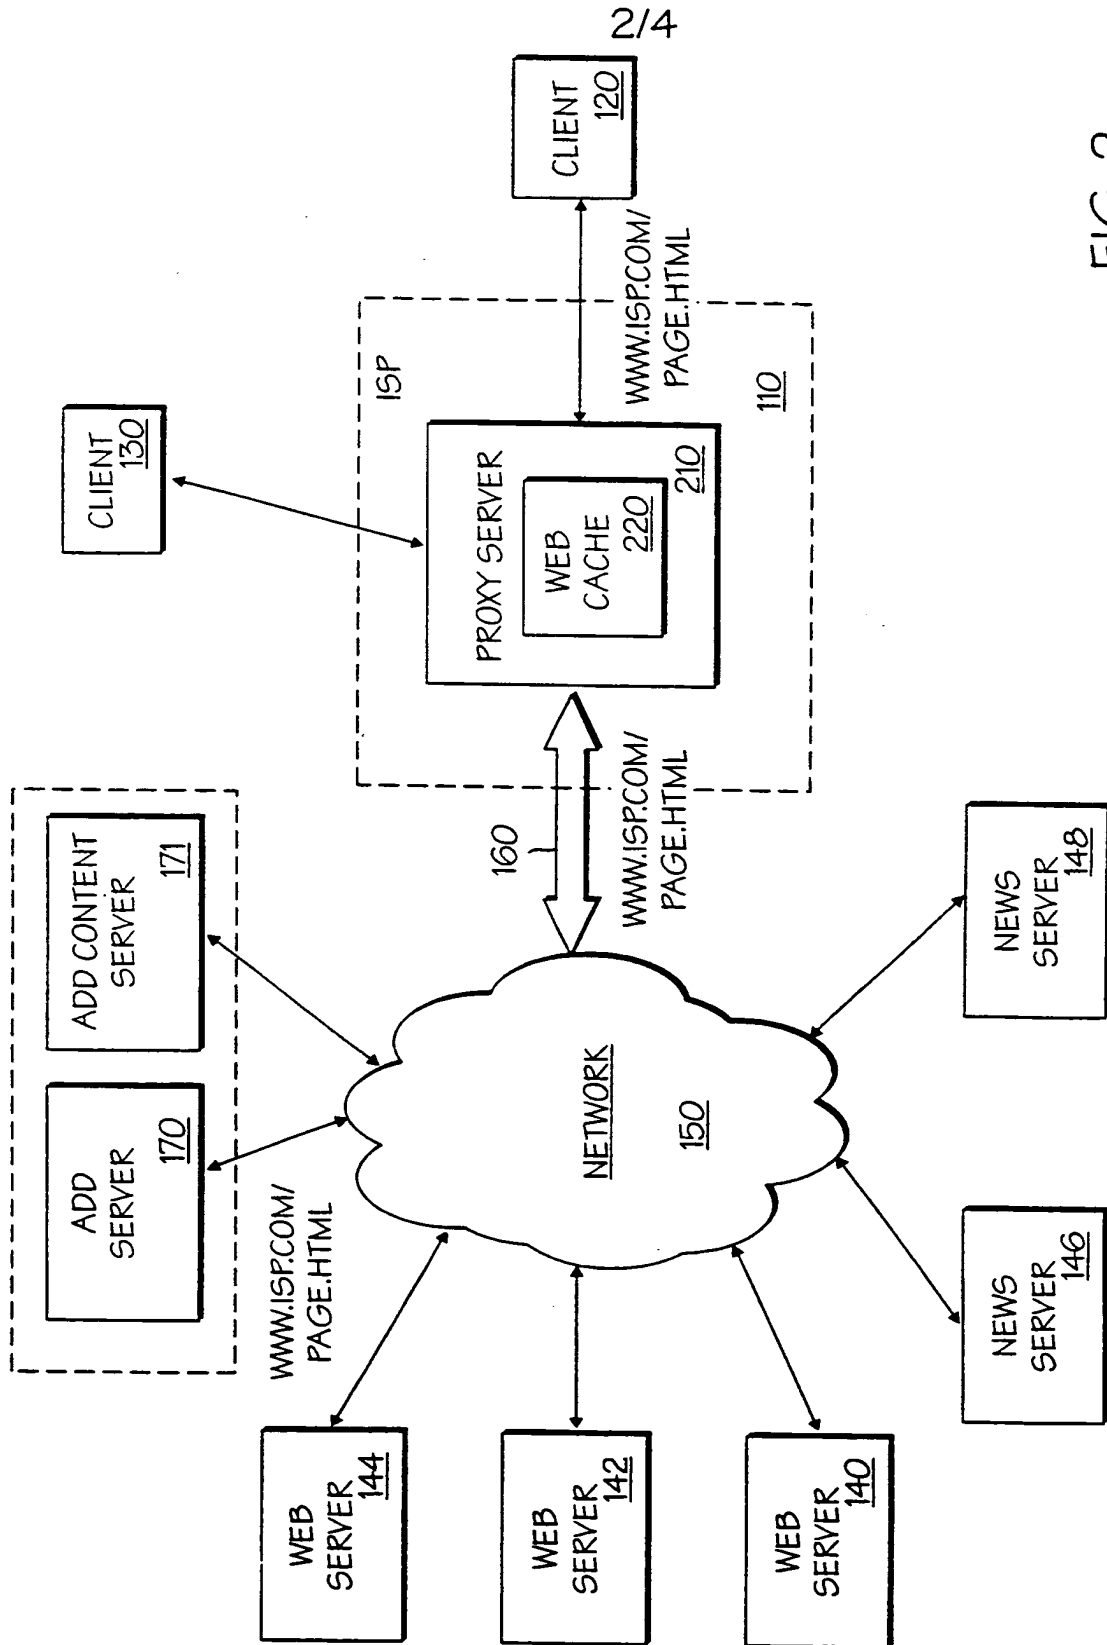 2/4
CLIENT
130
CLIENT
120
ISP
PROXY SERVER
WEB
CACHE
220
210
110
WWW.ISP.COM/
PAGE.HTML
160
WWW.ISP.COM/
PAGE.HTML
ADD CONTENT
SERVER
171
ADD
SERVER
170
NETWORK
150
WWW.ISP.COM/
PAGE.HTML
WEB
SERVER
144
WEB
SERVER
142
WEB
SERVER
140
NEWS
SERVER
146
NEWS
SERVER
148